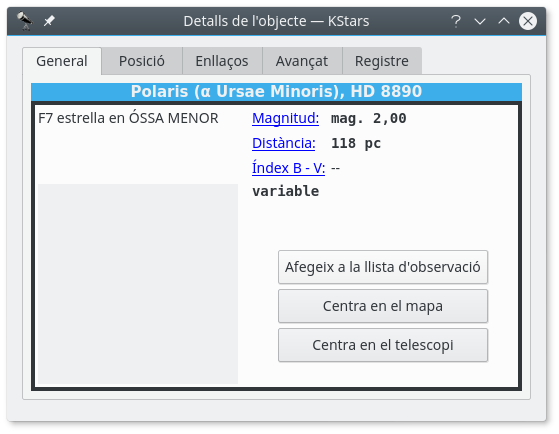 Detalls de l'objecte — KStars
General Posició Enllaços Avançat Registre
Polaris (α Ursae Minoris), HD 8890
F7 estrella en ÓSSA MENOR
Magnitud: mag. 2,00
Distància: 118 pc
Índex B - V: --
variable
Afegeix a la llista d'observació
Centra en el mapa
Centra en el telescopi